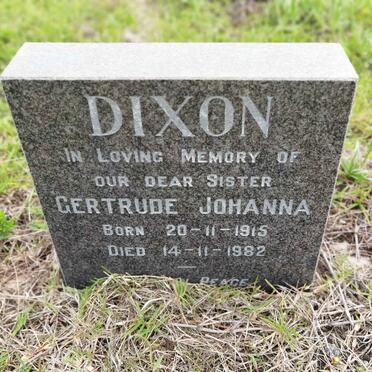 DIXON
IN LOVING MEMORY OF
OUR DEAR SISTER
GERTRUDE JOHANNA
BORN 20-11-1915
DIED 14-11-1982
—
PEACE